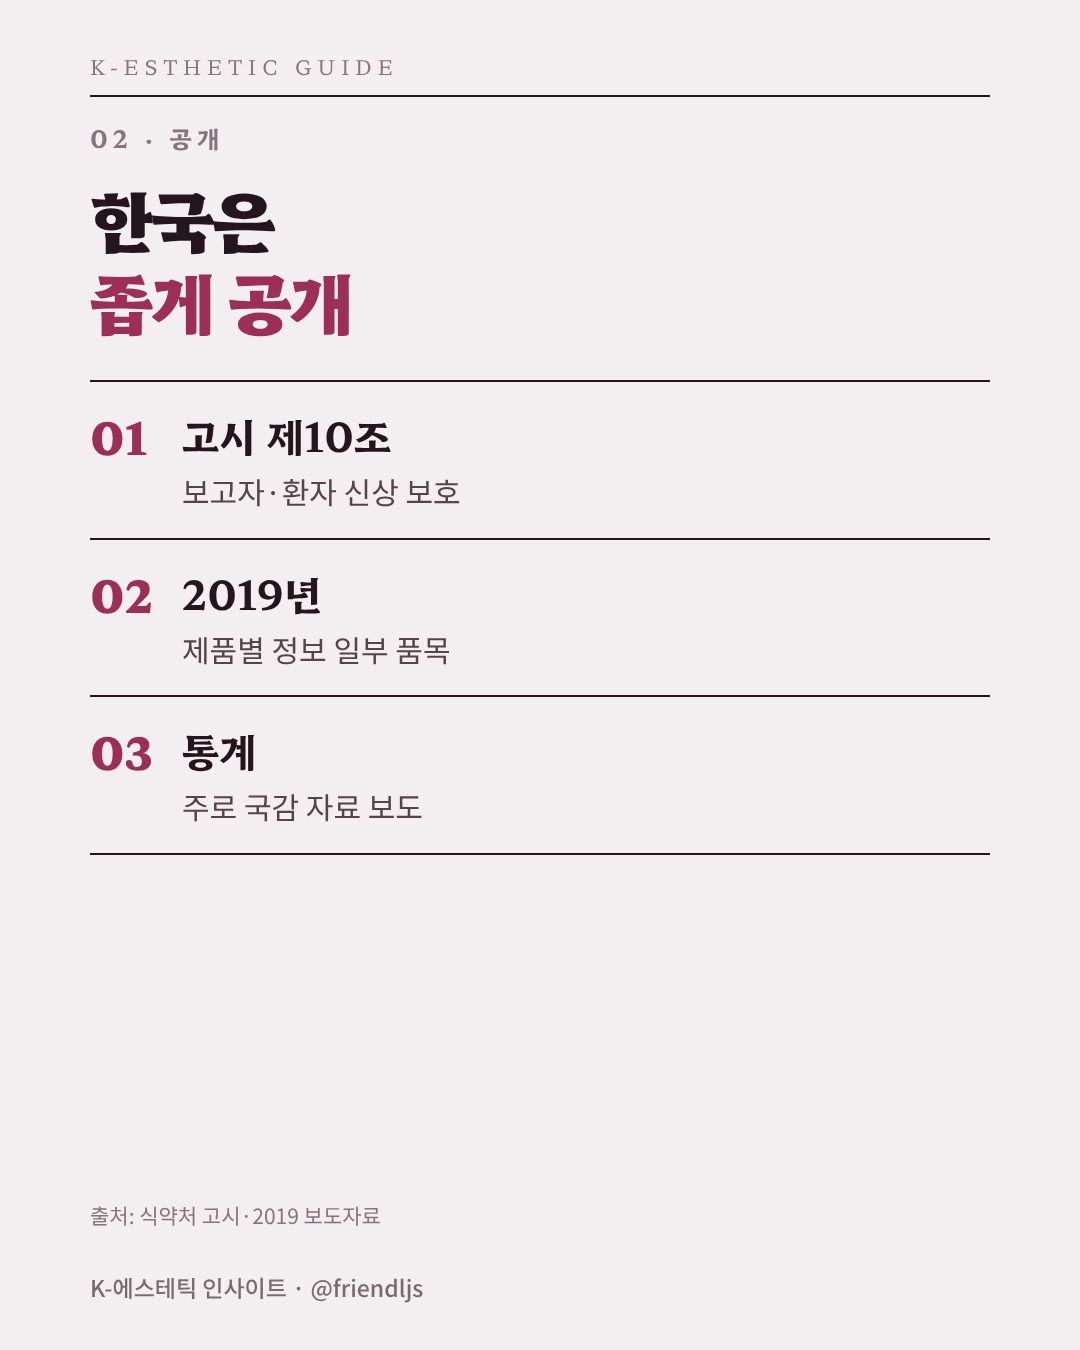 K-ESTHETIC GUIDE
02 · 공개
한국은
좁게 공개
01 고시 제10조
보고자·환자 신상 보호
02 2019년
제품별 정보 일부 품목
03 통계
주로 국감 자료 보도
출처: 식약처 고시·2019 보도자료
K-에스테틱 인사이트 · @friendljs